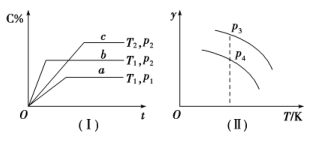 C%
c
T₂, p₂
b
T₁, p₂
a
T₁, p₁
O
t
(Ⅰ)
y
p₃
p₄
O
T/K
(Ⅱ)